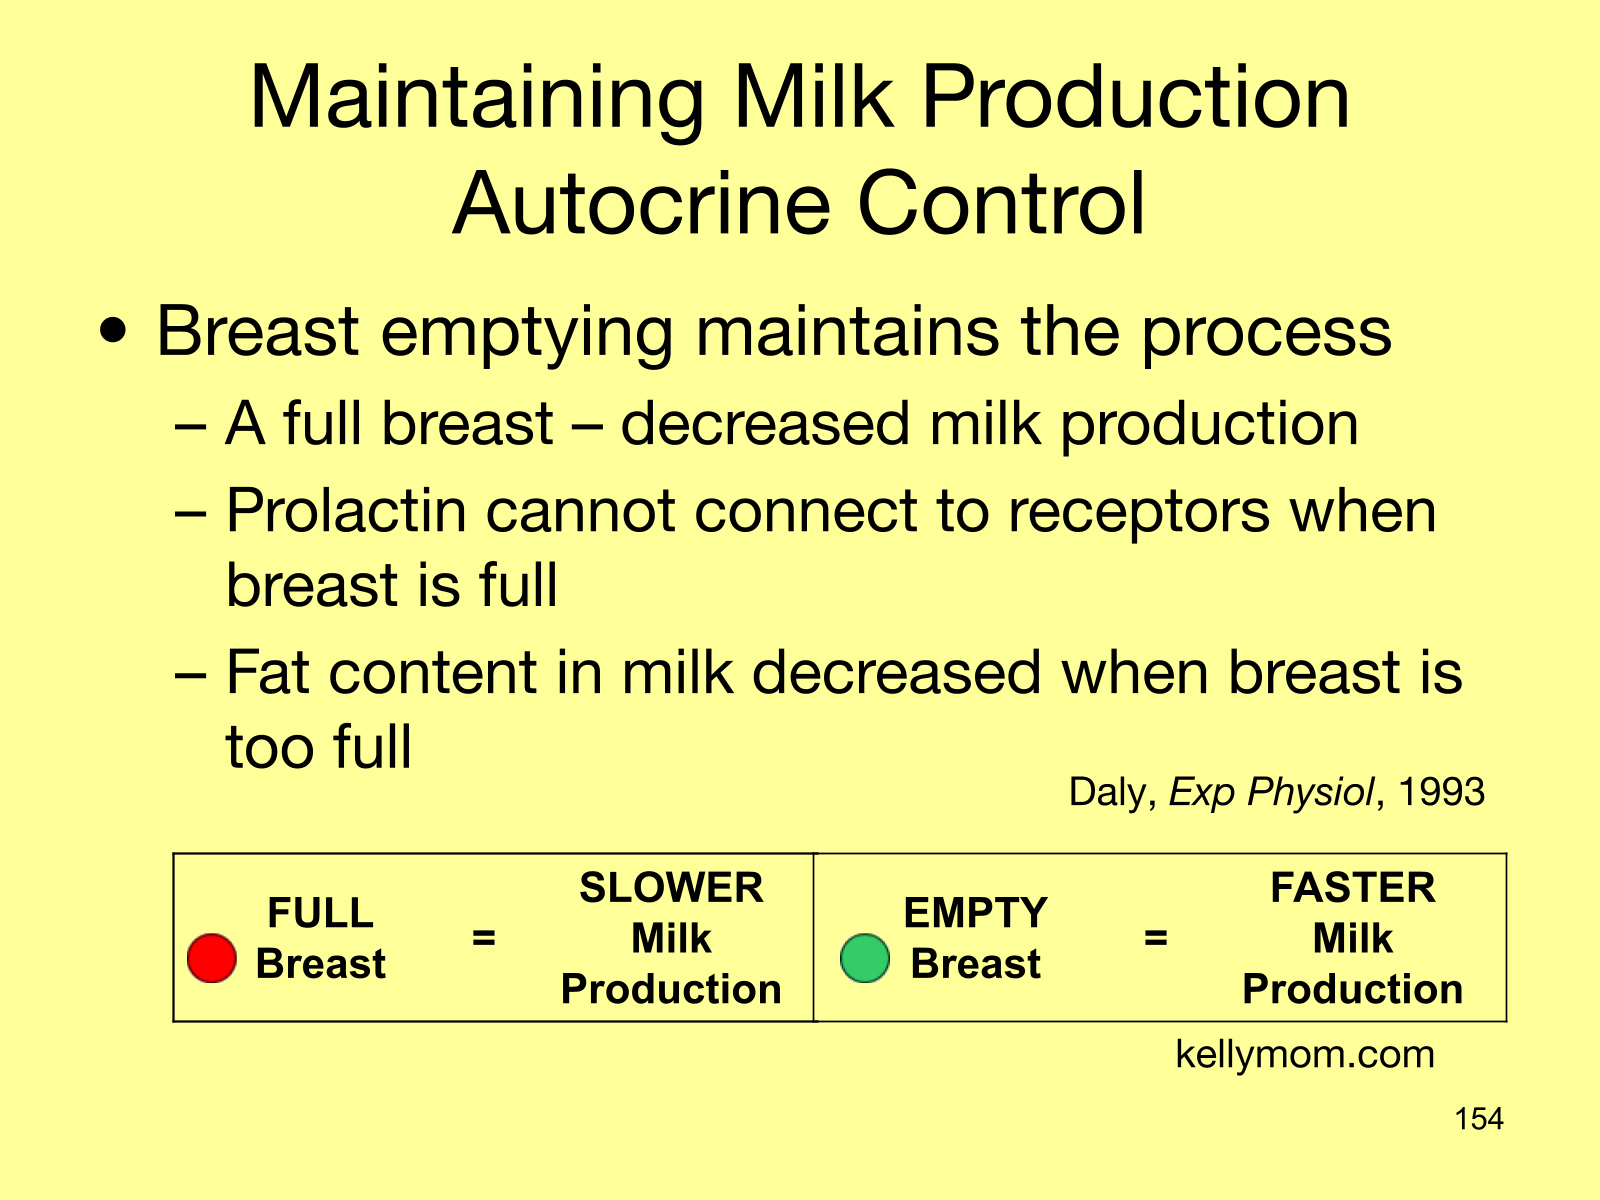 Maintaining Milk Production
Autocrine Control
• Breast emptying maintains the process
– A full breast – decreased milk production
– Prolactin cannot connect to receptors when
breast is full
– Fat content in milk decreased when breast is
too full
Daly, Exp Physiol, 1993
FULL
Breast
=
SLOWER
Milk
Production
EMPTY
Breast
=
FASTER
Milk
Production
kellymom.com
154